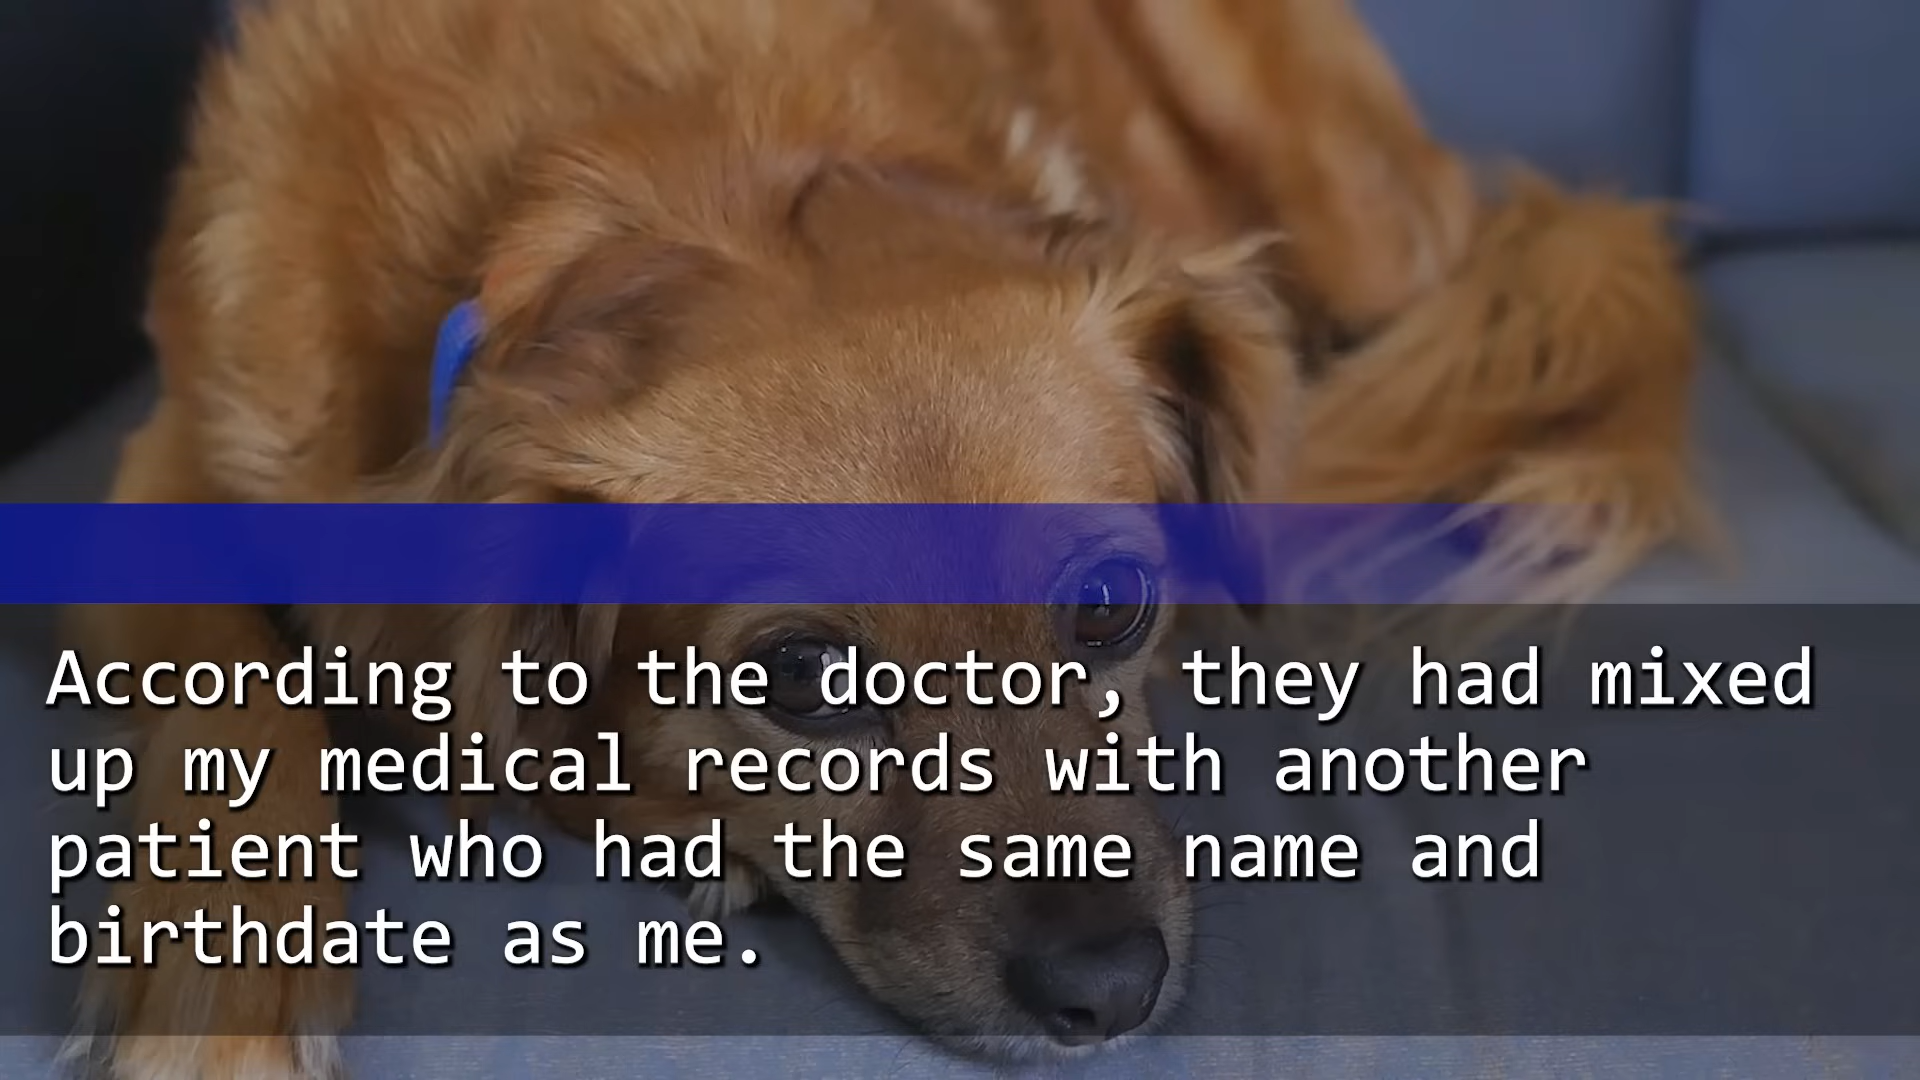 According to the doctor, they had mixed
up my medical records with another
patient who had the same name and
birthdate as me.